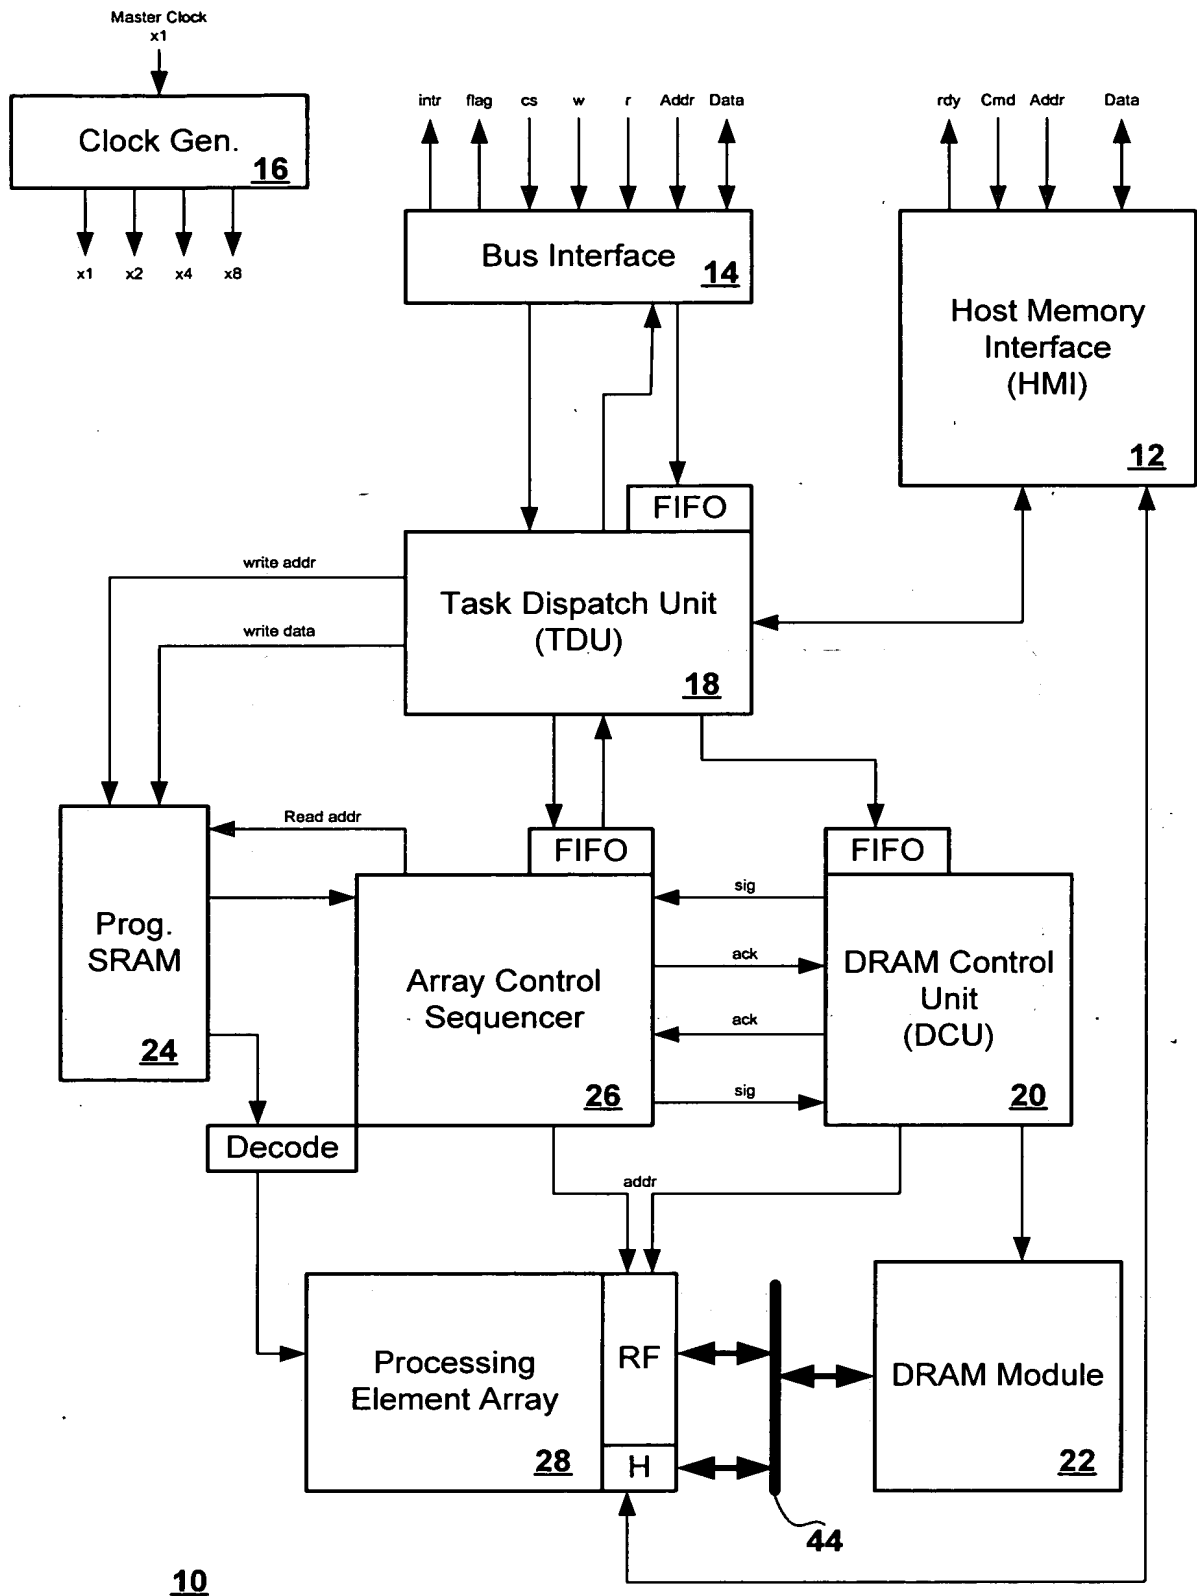 Master Clock
x1
Clock Gen.
16
x1 x2 x4 x8
intr flag cs w r Addr Data
Bus Interface
14
rdy Cmd Addr Data
Host Memory
Interface
(HMI)
12
FIFO
Task Dispatch Unit
(TDU)
18
write addr
write data
Read addr
Prog.
SRAM
24
FIFO
Array Control
Sequencer
26
sig
ack
ack
sig
FIFO
DRAM Control
Unit
(DCU)
20
Decode
addr
Processing
Element Array
28
RF
H
44
DRAM Module
22
10